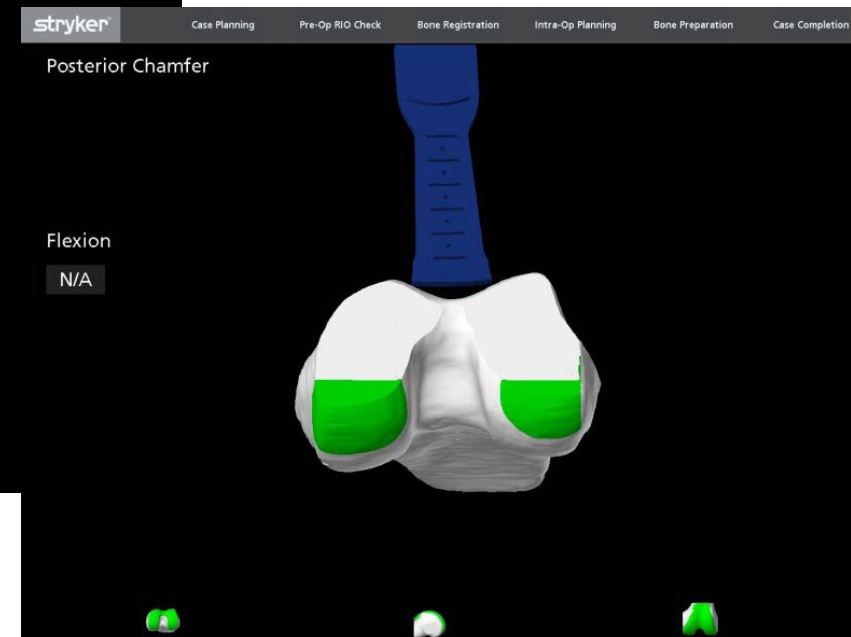 stryker®
Case Planning Pre-Op RIO Check Bone Registration Intra-Op Planning Bone Preparation Case Completion
Posterior Chamfer
Flexion
N/A